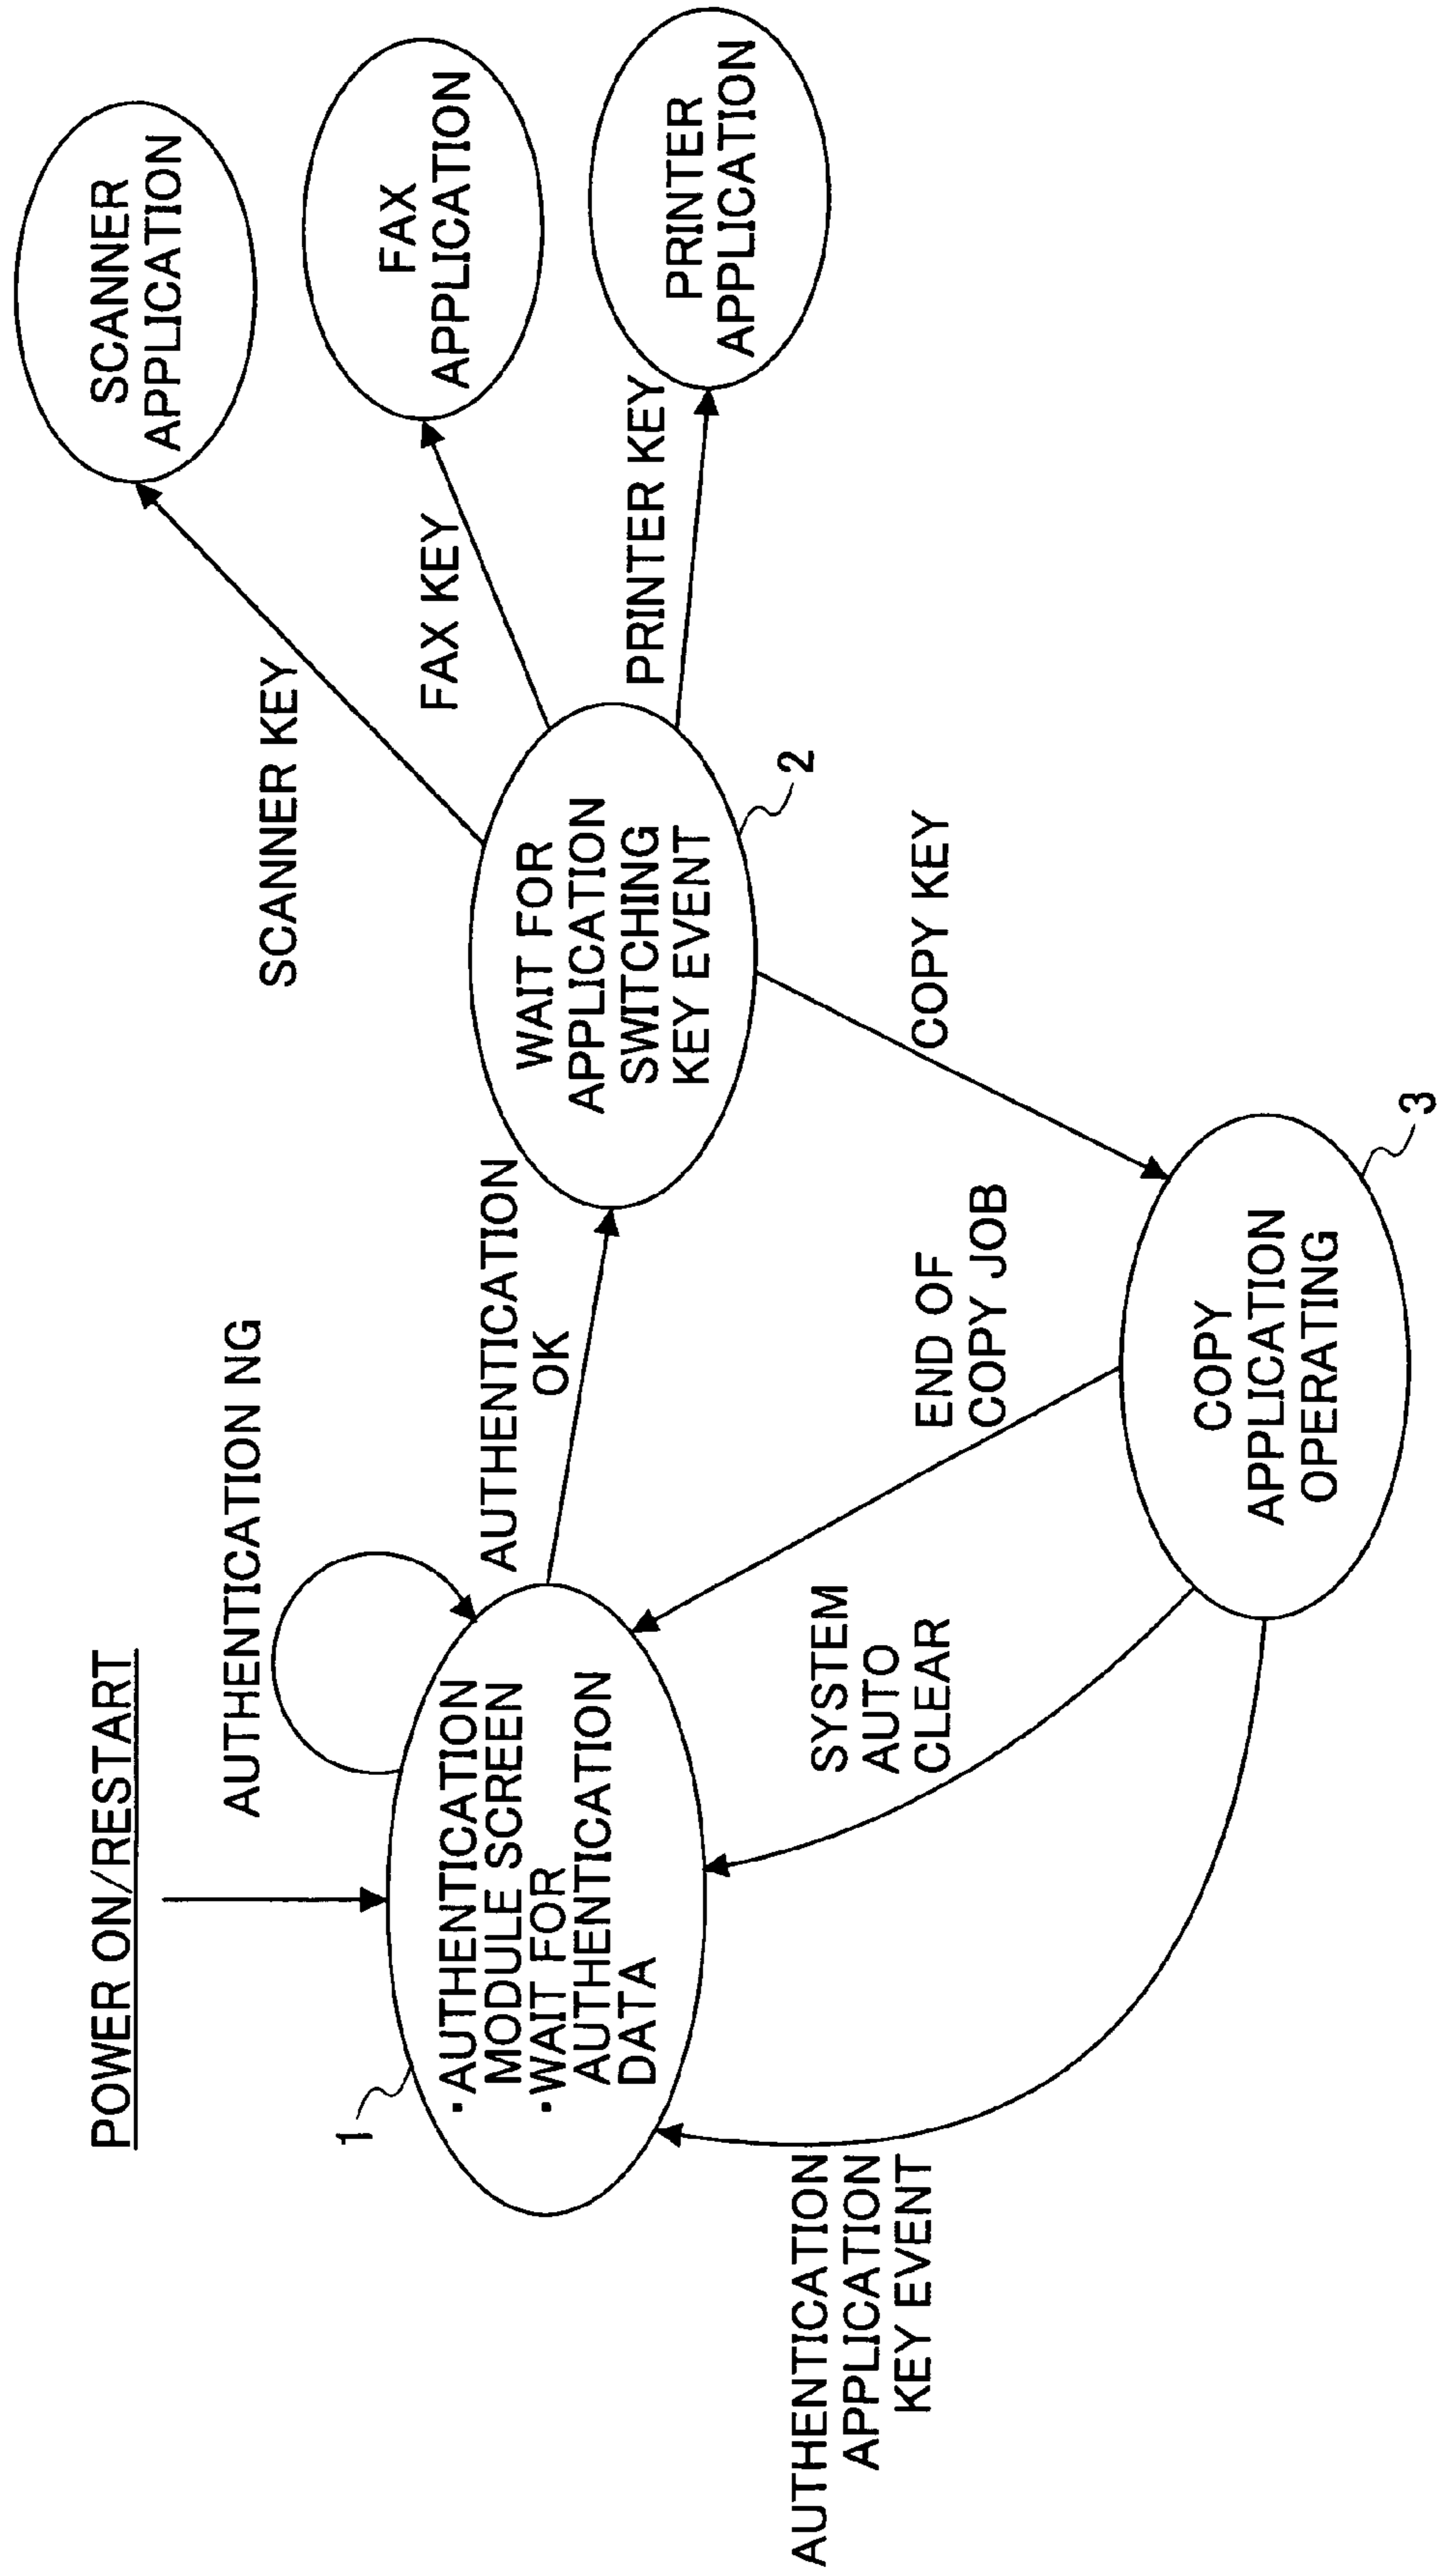 POWER ON/RESTART
AUTHENTICATION NG
1
・AUTHENTICATION
MODULE SCREEN
・WAIT FOR
AUTHENTICATION
DATA
AUTHENTICATION
OK
WAIT FOR
APPLICATION
SWITCHING
KEY EVENT
2
SCANNER KEY
SCANNER
APPLICATION
FAX KEY
FAX
APPLICATION
PRINTER KEY
PRINTER
APPLICATION
COPY KEY
END OF
COPY JOB
SYSTEM
AUTO
CLEAR
AUTHENTICATION
APPLICATION
KEY EVENT
COPY
APPLICATION
OPERATING
3